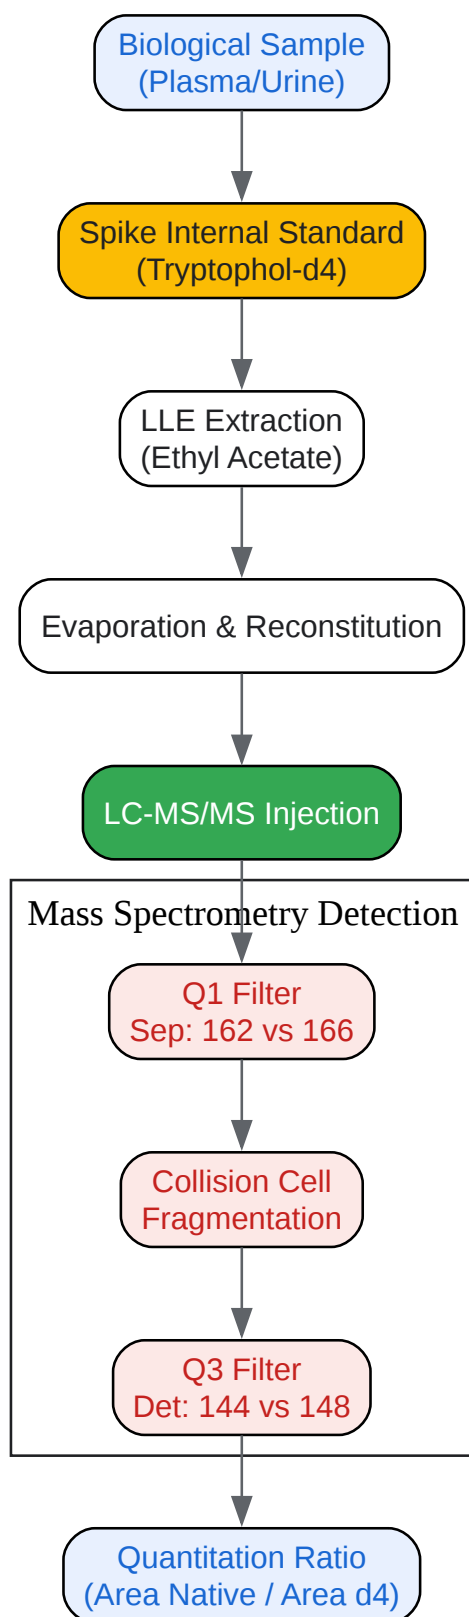 Biological Sample
(Plasma/Urine)
Spike Internal Standard
(Tryptophol-d4)
LLE Extraction
(Ethyl Acetate)
Evaporation & Reconstitution
LC-MS/MS Injection
Mass Spectrometry Detection
Q1 Filter
Sep: 162 vs 166
Collision Cell
Fragmentation
Q3 Filter
Det: 144 vs 148
Quantitation Ratio
(Area Native / Area d4)